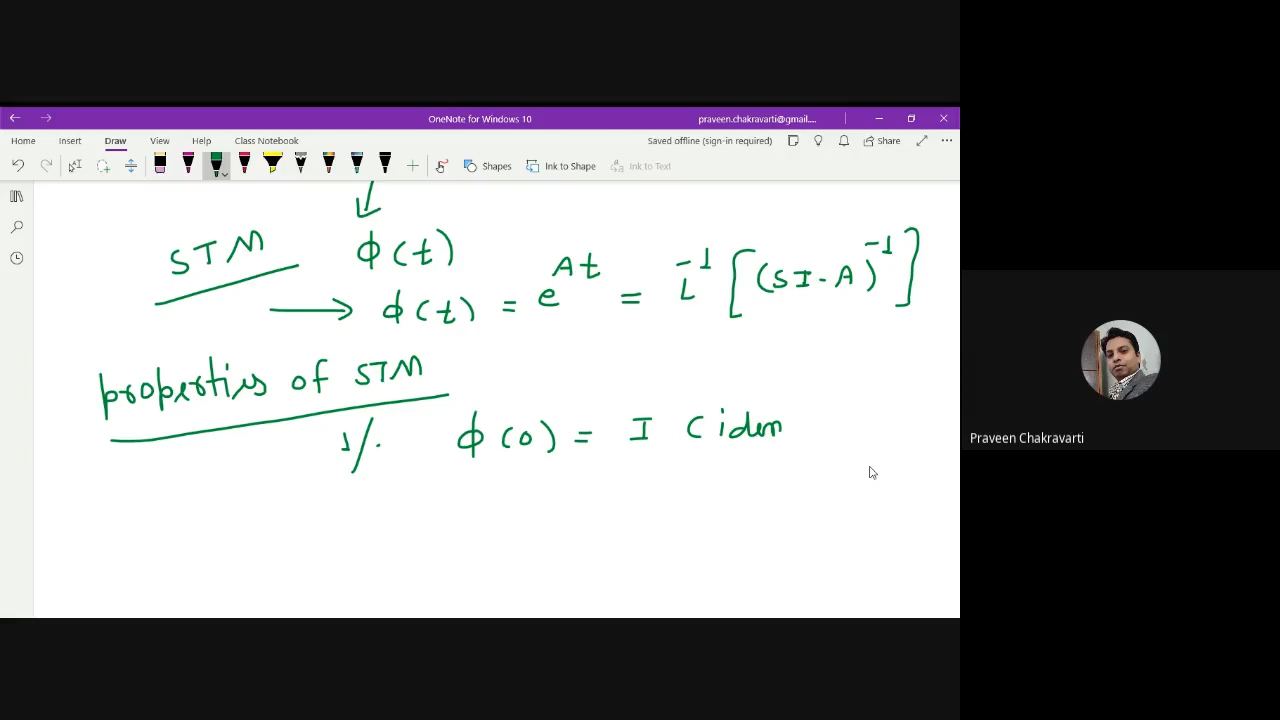 OneNote for Windows 10
praveen.chakravarti@gmail....
Home Insert Draw View Help Class Notebook
Saved offline (sign-in required) Share
Shapes Ink to Shape Ink to Text
STM ϕ(t)
→ ϕ(t) = e^{At} = L^{-1} [(SI-A)^{-1}]
properties of STM
1/. ϕ(0) = I ( iden
Praveen Chakravarti